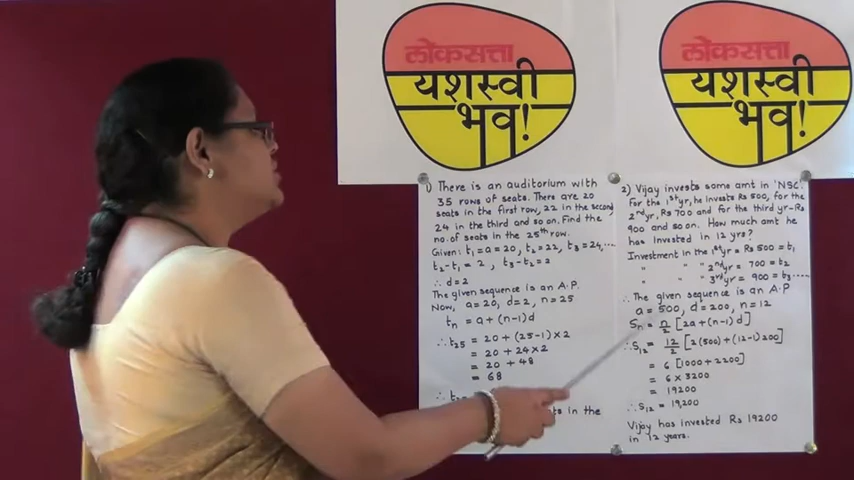 लोकसत्ता
यशस्वी
भव!
लोकसत्ता
यशस्वी
भव!
1) There is an auditorium with
35 rows of seats. There are 20
seats in the first row, 22 in the second,
24 in the third and so on. Find the
no. of seats in the 25th row.
Given: t₁ = a = 20, t₂ = 22, t₃ = 24, ....
t₂-t₁ = 2 , t₃-t₂ = 2
∴ d = 2
The given sequence is an A.P.
Now, a = 20, d = 2, n = 25
tₙ = a + (n-1)d
∴ t₂₅ = 20 + (25-1)×2
= 20 + 24×2
= 20 + 48
= 68
in the
2) Vijay invests some amt in 'NSC'.
For the 1st yr, he invests Rs 500, for the
2nd yr, Rs 700 and for the third yr - Rs
900 and so on. How much amt he
has invested in 12 yrs?
Investment in the 1st yr = Rs 500 = t₁
" " " 2nd yr = 700 = t₂
" " " 3rd yr = 900 = t₃ ....
∴ The given sequence is an A.P
a = 500, d = 200, n = 12
Sₙ = n/2 [2a + (n-1)d]
∴ S₁₂ = 12/2 [2(500) + (12-1)200]
= 6 [1000 + 2200]
= 6 × 3200
= 19200
∴ S₁₂ = 19,200
Vijay has invested Rs 19200
in 12 years.